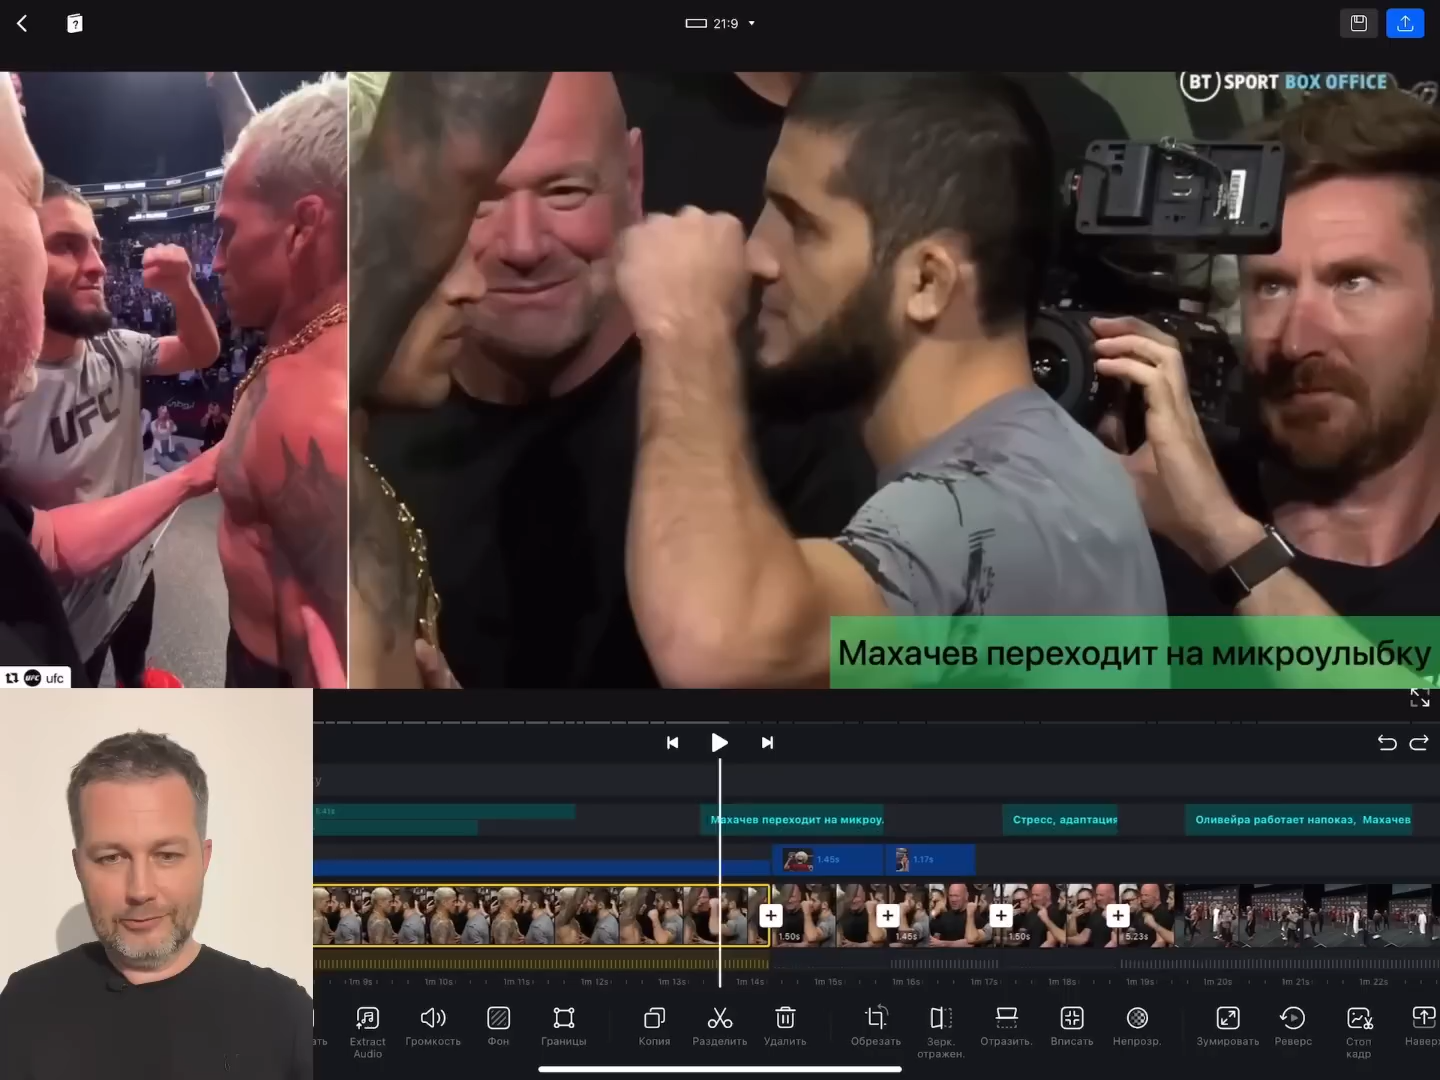 21:9
BT SPORT BOX OFFICE
UFC
Махачев переходит на микроулыбку
ufc
Махачев переходит на микроу.
Стресс, адаптация
Оливейра работает напоказ, Махачев
1.45s
1.17s
1.50s
1.45s
1.50s
5.23s
1m 9s
1m 10s
1m 11s
1m 12s
1m 13s
1m 14s
1m 15s
1m 16s
1m 17s
1m 18s
1m 19s
1m 20s
1m 21s
1m 22s
Extract Audio
Громкость
Фон
Границы
Копия
Разделить
Удалить
Обрезать
Зерк. отражен.
Отразить.
Вписать
Непрозр.
Зумировать
Реверс
Стоп кадр
Наверх